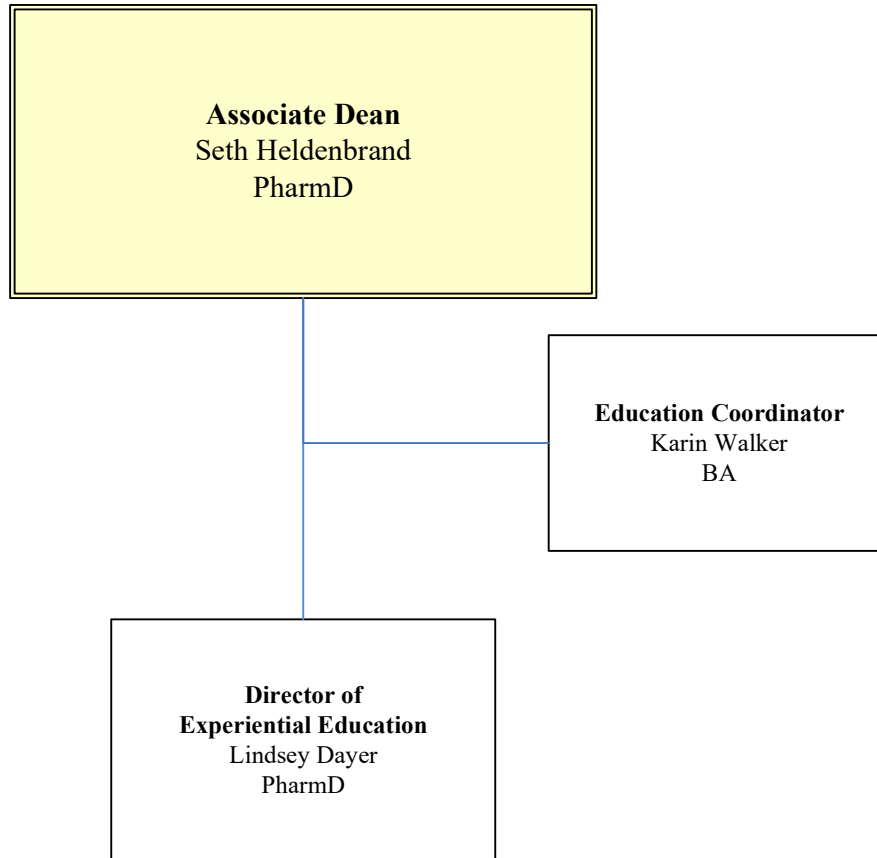 Associate Dean
Seth Heldenbrand
PharmD
Education Coordinator
Karin Walker
BA
Director of
Experiential Education
Lindsey Dayer
PharmD